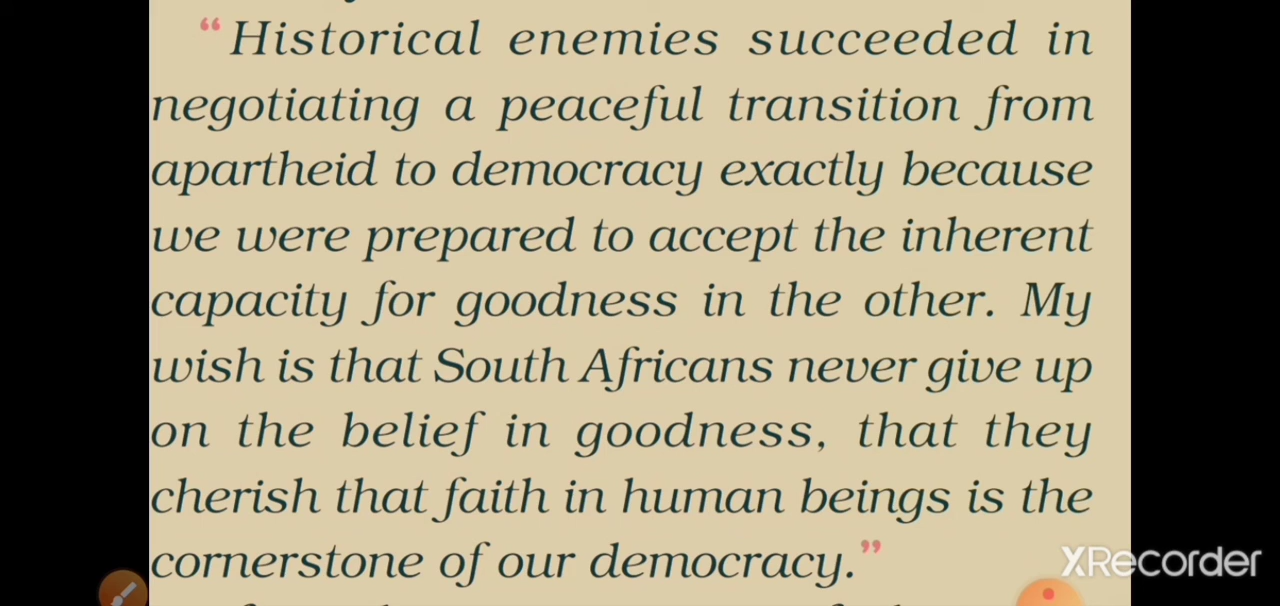 “Historical enemies succeeded in
negotiating a peaceful transition from
apartheid to democracy exactly because
we were prepared to accept the inherent
capacity for goodness in the other. My
wish is that South Africans never give up
on the belief in goodness, that they
cherish that faith in human beings is the
cornerstone of our democracy.”
XRecorder